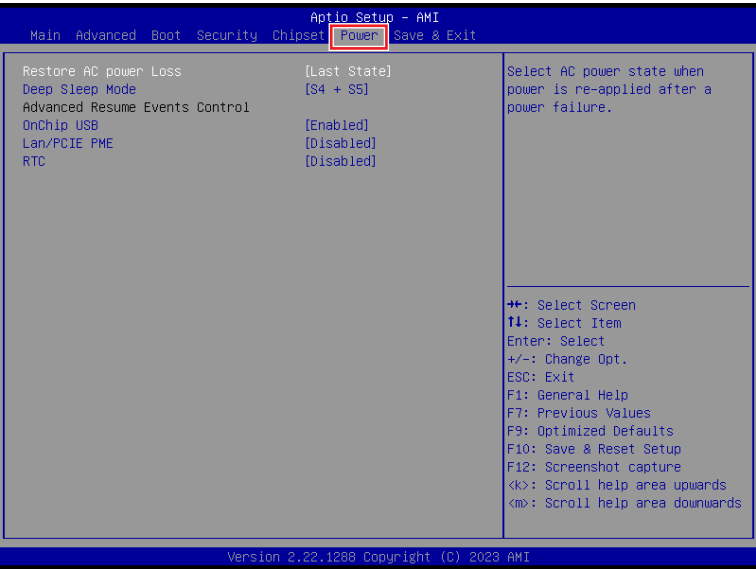 Aptio Setup – AMI
Main Advanced Boot Security Chipset Power Save & Exit
Restore AC power Loss [Last State]
Deep Sleep Mode [S4 + S5]
Advanced Resume Events Control
OnChip USB [Enabled]
Lan/PCIE PME [Disabled]
RTC [Disabled]
Select AC power state when
power is re-applied after a
power failure.
→←: Select Screen
↑↓: Select Item
Enter: Select
+/-: Change Opt.
ESC: Exit
F1: General Help
F7: Previous Values
F9: Optimized Defaults
F10: Save & Reset Setup
F12: Screenshot capture
<k>: Scroll help area upwards
<m>: Scroll help area downwards
Version 2.22.1288 Copyright (C) 2023 AMI